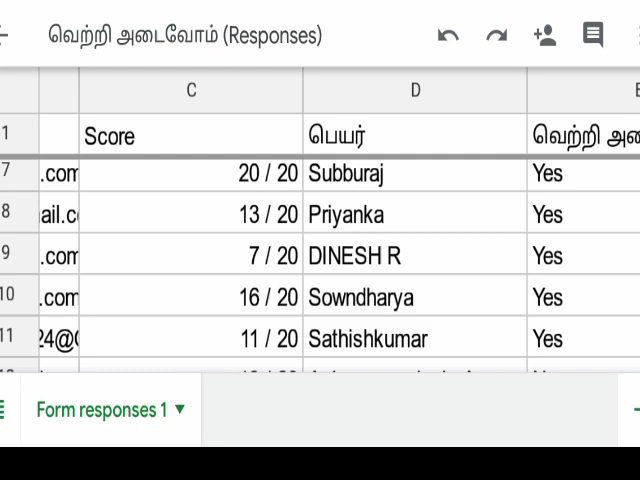 வெற்றி அடைவோம் (Responses)
C D
1 Score பெயர்
7 .com 20 / 20 Subburaj Yes
8 13 / 20 Priyanka Yes
9 .com 7 / 20 DINESH R Yes
10 .com 16 / 20 Sowndharya Yes
11 24@ 11 / 20 Sathishkumar Yes
Form responses 1